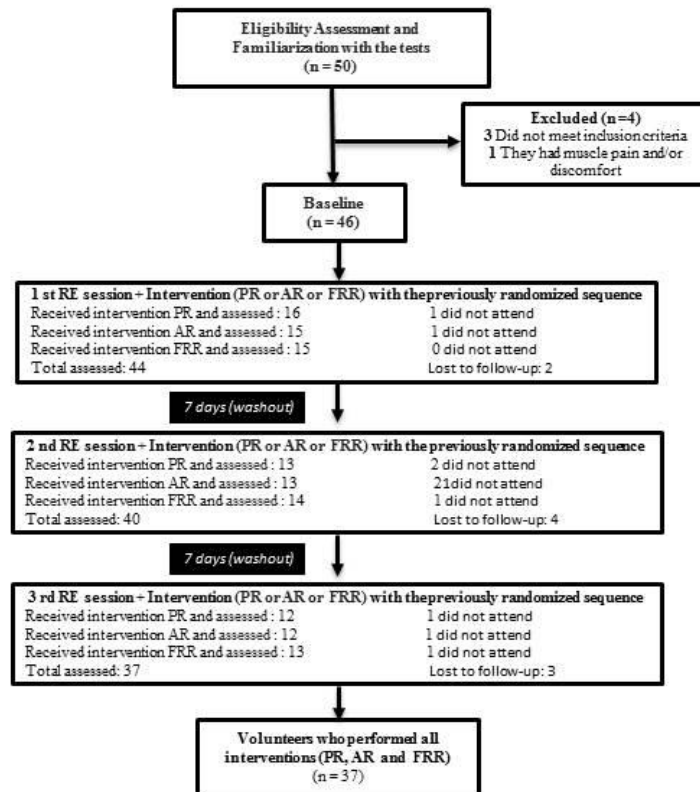 Eligibility Assessment and
Familiarization with the tests
(n = 50)
Excluded (n=4)
3 Did not meet inclusion criteria
1 They had muscle pain and/or
discomfort
Baseline
(n = 46)
1 st RE session + Intervention (PR or AR or FRR) with the previously randomized sequence
Received intervention PR and assessed : 16 1 did not attend
Received intervention AR and assessed : 15 1 did not attend
Received intervention FRR and assessed : 15 0 did not attend
Total assessed: 44 Lost to follow-up: 2
7 days (washout)
2 nd RE session + Intervention (PR or AR or FRR) with the previously randomized sequence
Received intervention PR and assessed : 13 2 did not attend
Received intervention AR and assessed : 13 21did not attend
Received intervention FRR and assessed : 14 1 did not attend
Total assessed: 40 Lost to follow-up: 4
7 days (washout)
3 rd RE session + Intervention (PR or AR or FRR) with the previously randomized sequence
Received intervention PR and assessed : 12 1 did not attend
Received intervention AR and assessed : 12 1 did not attend
Received intervention FRR and assessed : 13 1 did not attend
Total assessed: 37 Lost to follow-up: 3
Volunteers who performed all
interventions (PR, AR and FRR)
(n = 37)